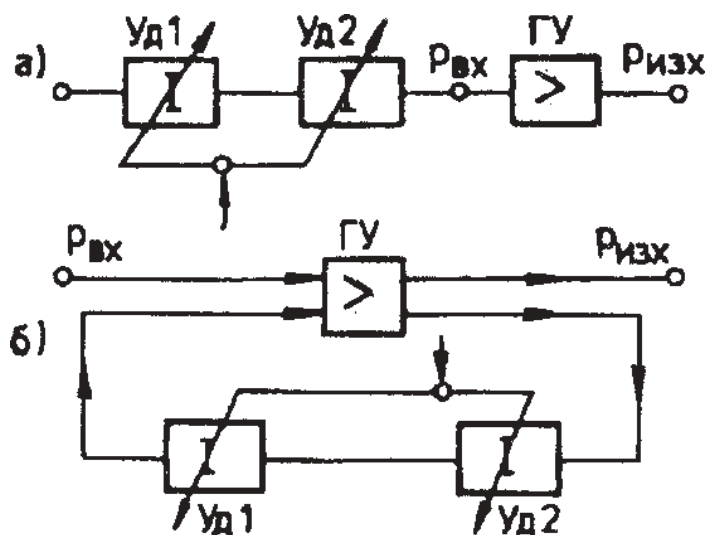 Уд1 Уд2
а) Рвх ГУ Ризх
I I >
Рвх ГУ Ризх
>
б)
I I
Уд1 Уд2